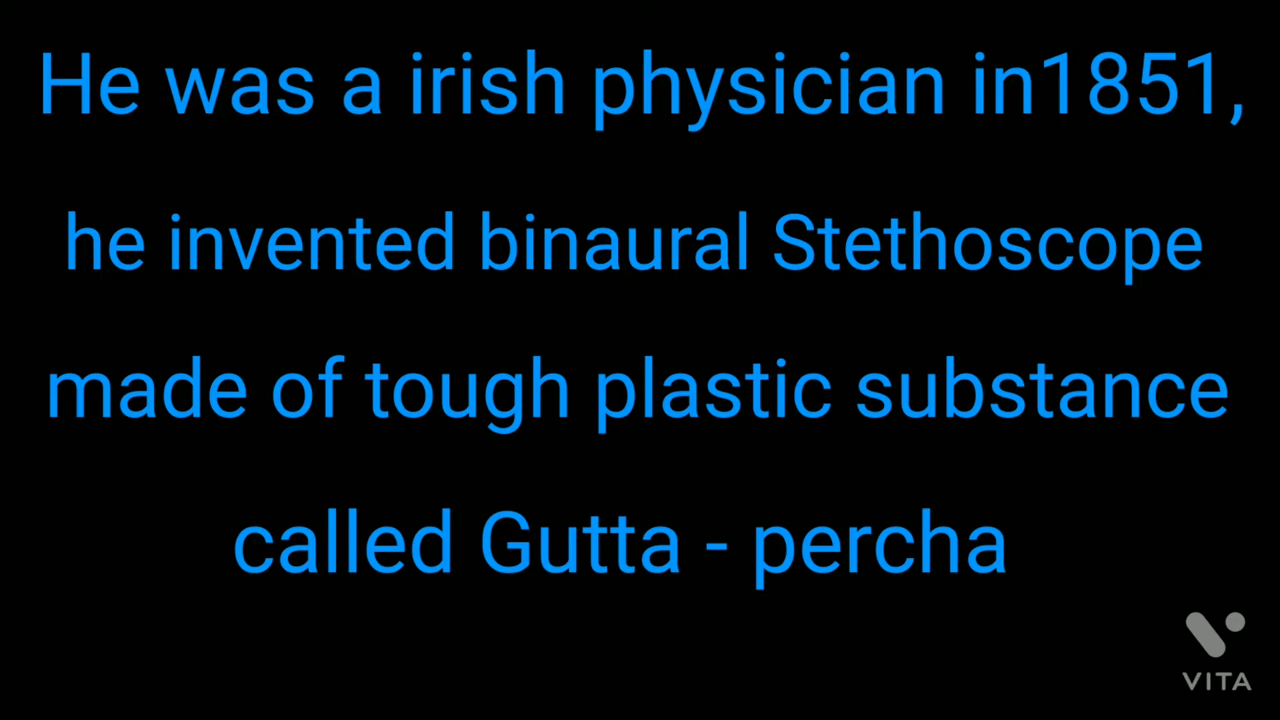 He was a irish physician in1851,
he invented binaural Stethoscope
made of tough plastic substance
called Gutta - percha
VITA